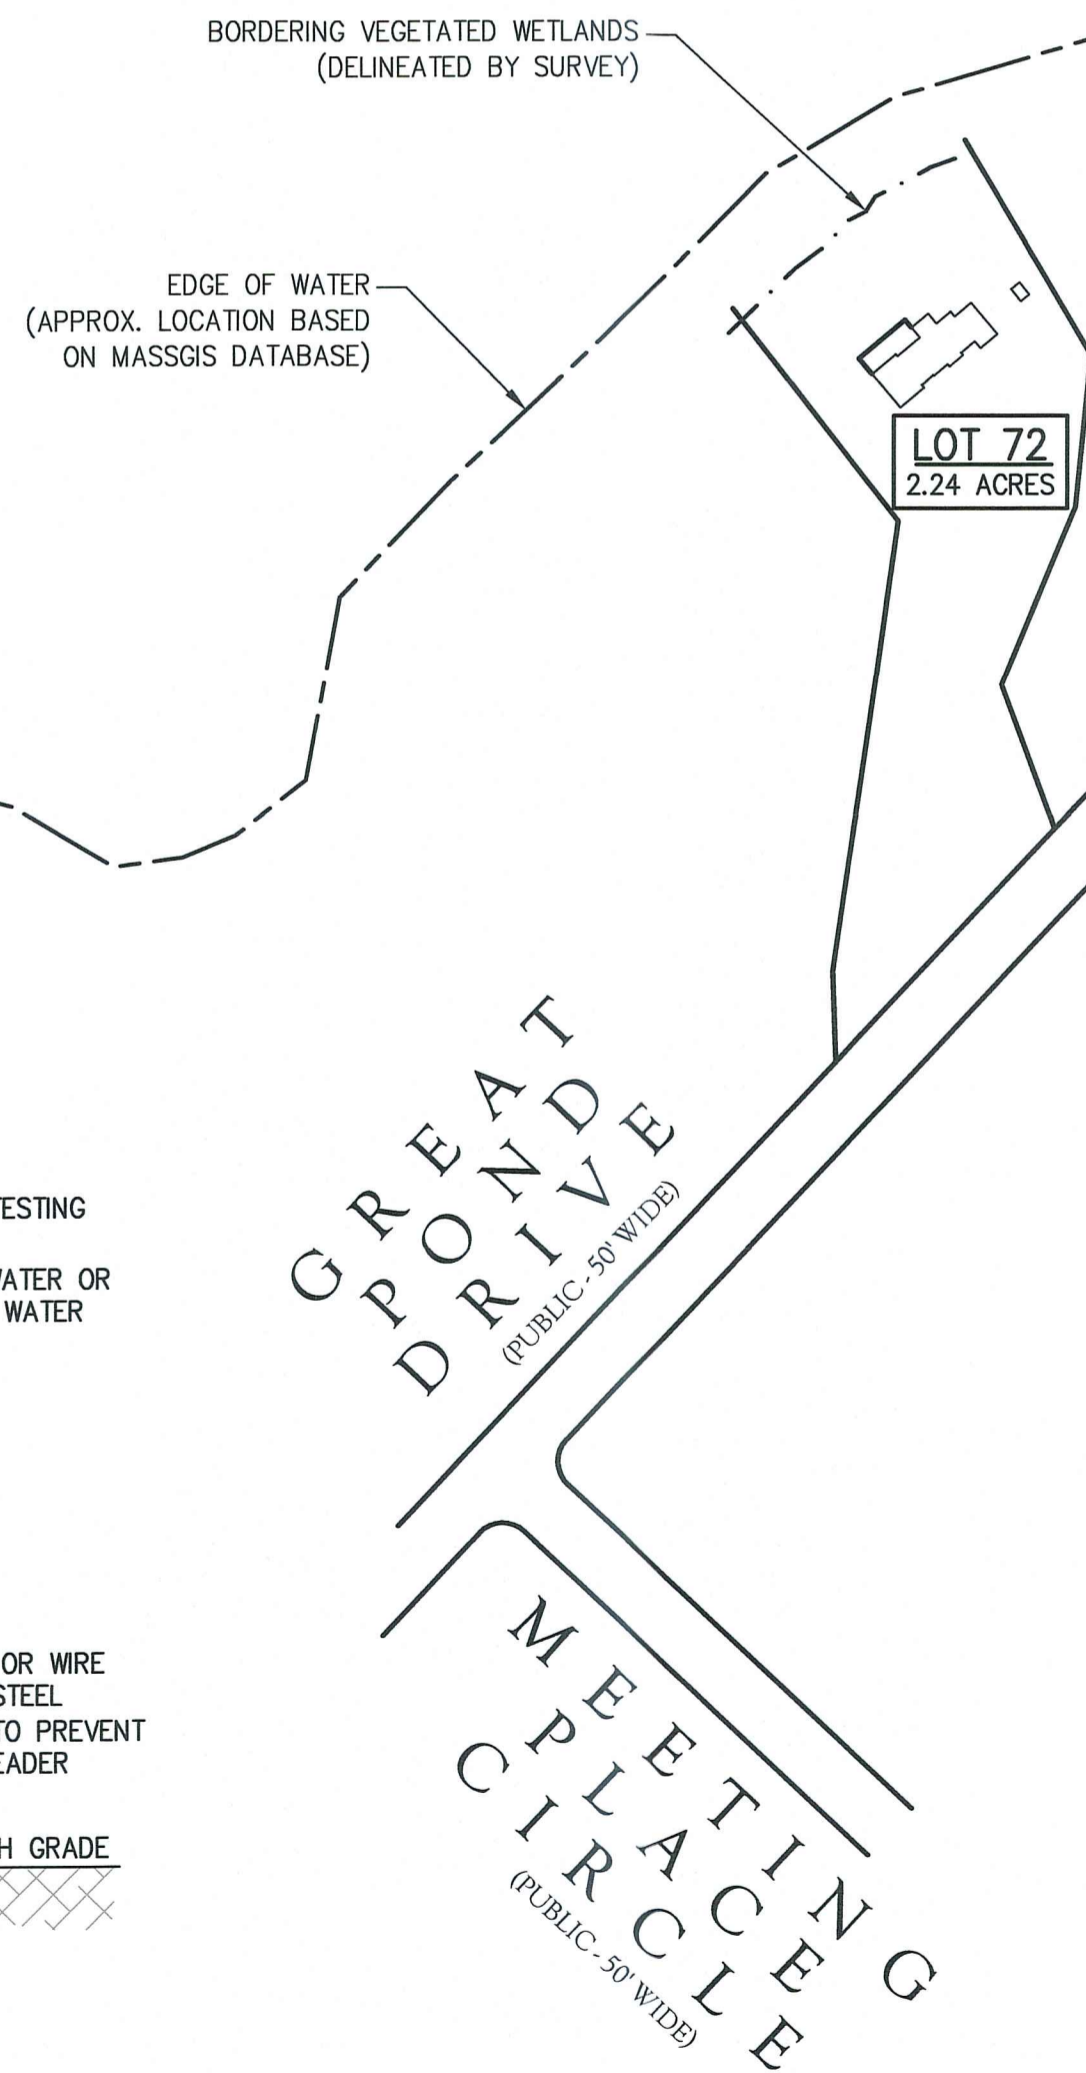 BORDERING VEGETATED WETLANDS
(DELINEATED BY SURVEY)
EDGE OF WATER
(APPROX. LOCATION BASED
ON MASSGIS DATABASE)
LOT 72
2.24 ACRES
GREAT
POND
DRIVE
(PUBLIC - 50' WIDE)
ESTING
WATER OR
WATER
OR WIRE
STEEL
TO PREVENT
EADER
H GRADE
MEETING
PLACE
CIRCLE
(PUBLIC - 50' WIDE)